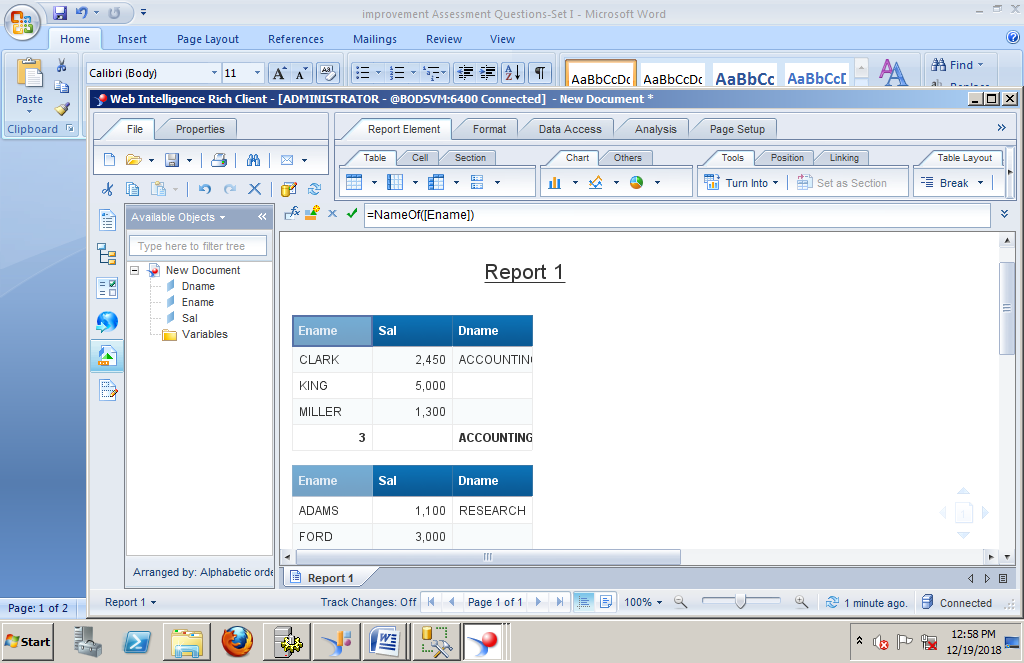 improvement Assessment Questions-Set I - Microsoft Word
Home Insert Page Layout References Mailings Review View
Calibri (Body) 11
AaBbCcDc AaBbCcDc AaBbCc AaBbCcI
Find
Paste
Clipboard
Web Intelligence Rich Client - [ADMINISTRATOR - @BODSVM:6400 Connected] - New Document *
File Properties Report Element Format Data Access Analysis Page Setup
Table Cell Section Chart Others Tools Position Linking Table Layout
Turn Into Set as Section Break
Available Objects
=NameOf([Ename])
Type here to filter tree
New Document
Dname
Ename
Sal
Variables
Arranged by: Alphabetic orde
Report 1
Ename Sal Dname
CLARK 2,450 ACCOUNTIN
KING 5,000
MILLER 1,300
3 ACCOUNTING
Ename Sal Dname
ADAMS 1,100 RESEARCH
FORD 3,000
1
Report 1
Report 1 Track Changes: Off Page 1 of 1 100% 1 minute ago. Connected
Page: 1 of 2
Start
12:58 PM
12/19/2018